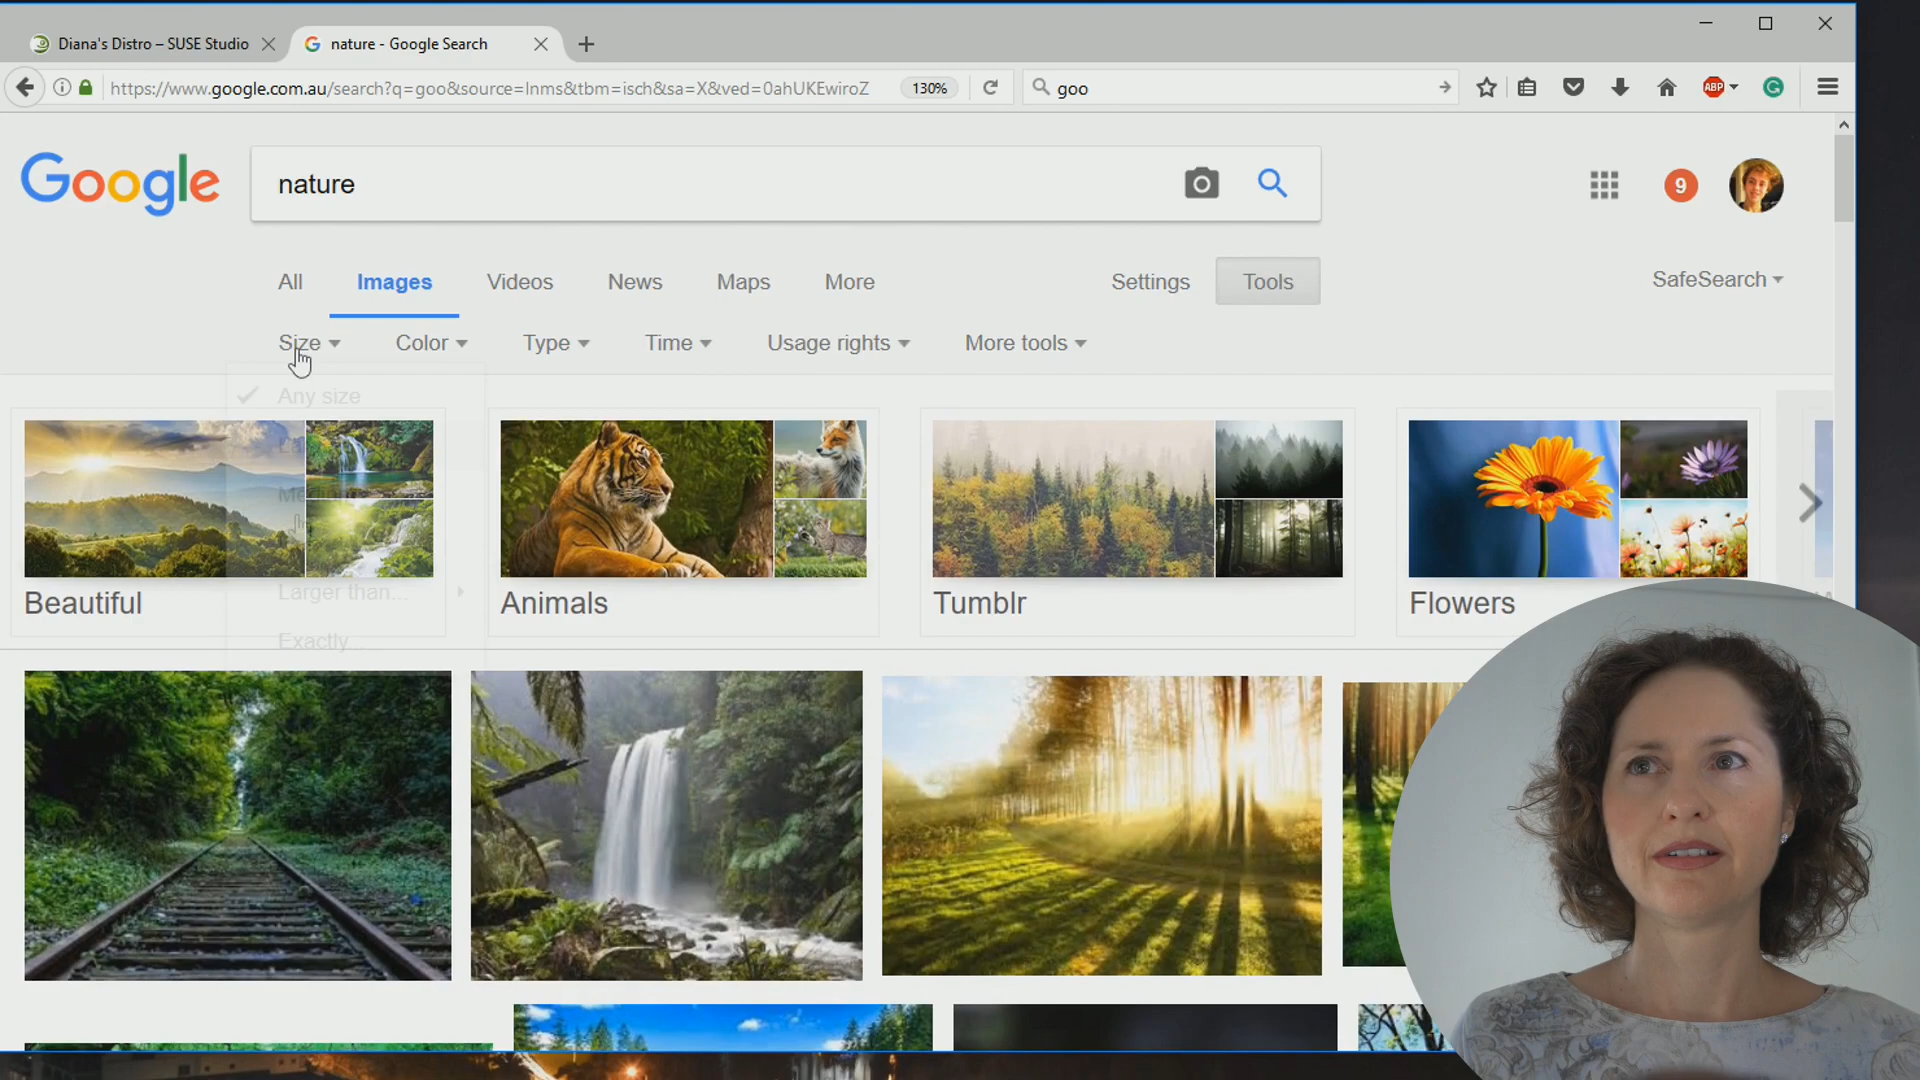 Diana's Distro – SUSE Studio
nature - Google Search
https://www.google.com.au/search?q=goo&source=lnms&tbm=isch&sa=X&ved=0ahUKEwiroZ
130%
goo
ABP
Google
nature
9
All
Images
Videos
News
Maps
More
Settings
Tools
SafeSearch
Size
Color
Type
Time
Usage rights
More tools
Any size
Larger than...
Exactly...
Beautiful
Animals
Tumblr
Flowers